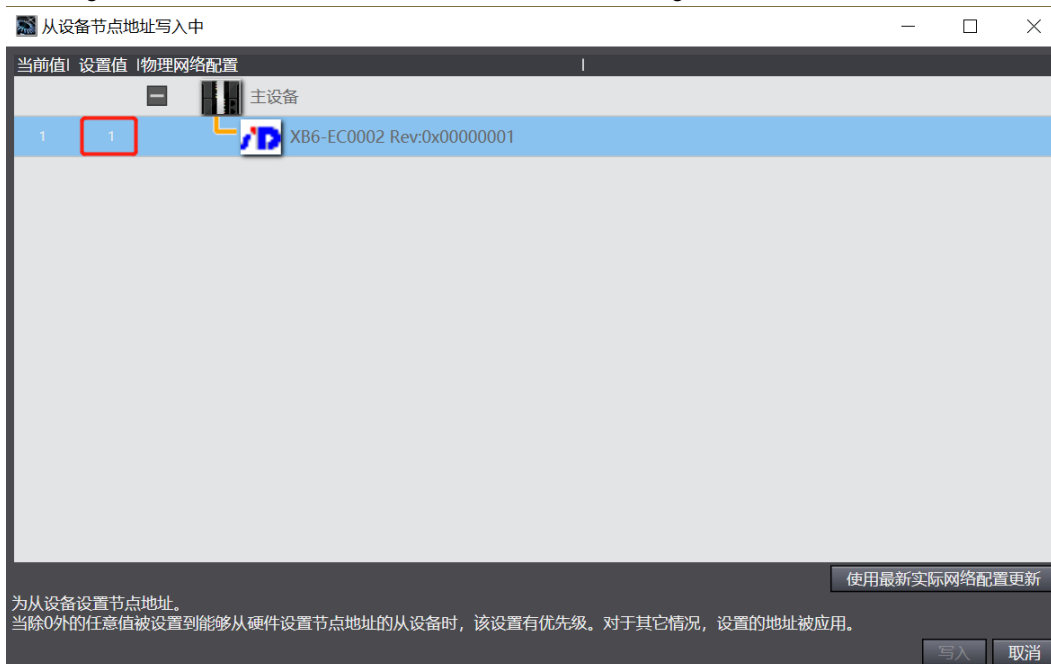 从设备节点地址写入中
当前值 设置值 物理网络配置
主设备
1 1 XB6-EC0002 Rev:0x00000001
使用最新实际网络配置更新
为从设备设置节点地址。
当除0外的任意值被设置到能够从硬件设置节点地址的从设备时，该设置有优先级。对于其它情况，设置的地址被应用。
写入 取消